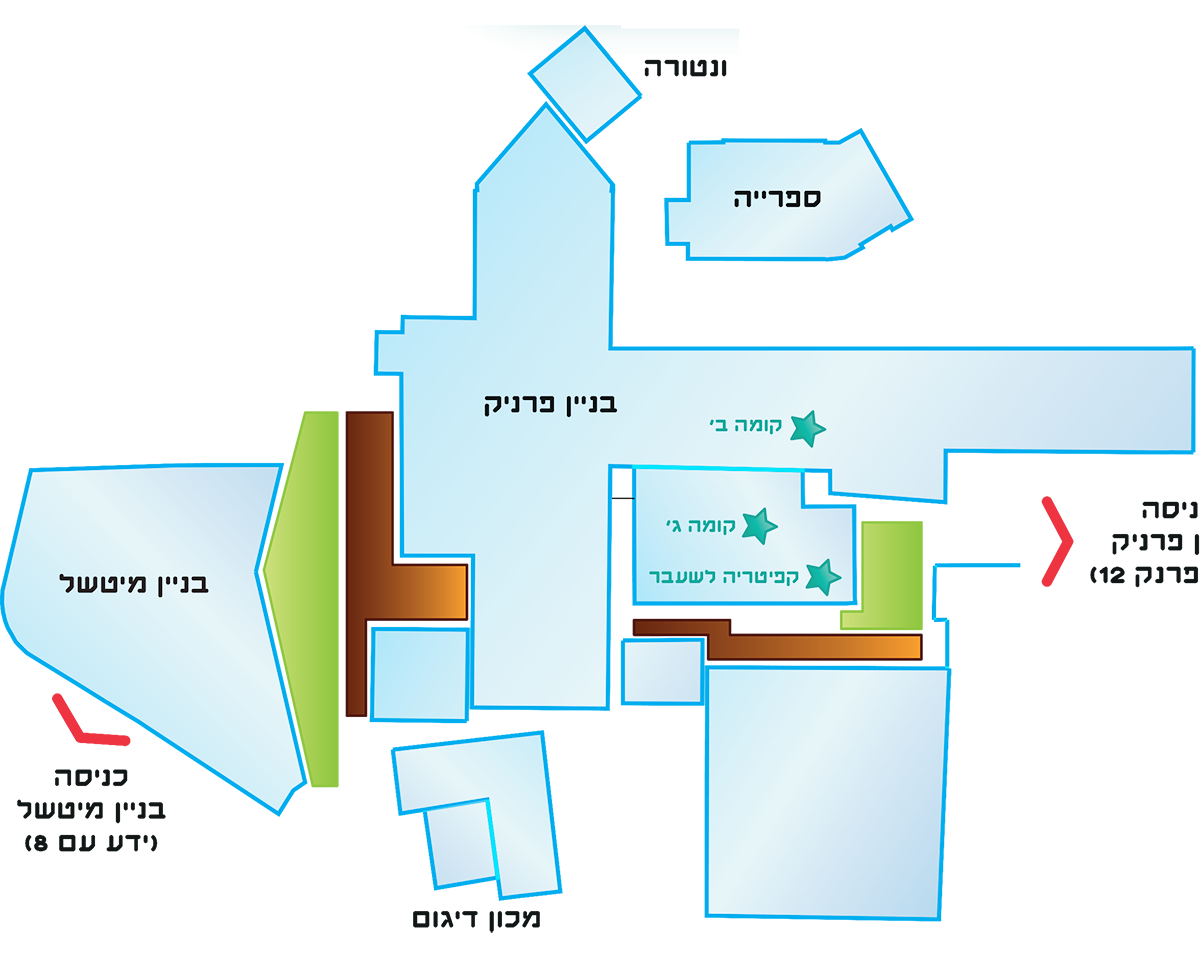 ונטורה
ספרייה
בניין פרניק
קומה ב׳
קומה ג׳
קפיטריה לשעבר
ניסה
ן פרניק
פרנק 12)
בניין מיטשל
כניסה
בניין מיטשל
(ידע עם 8)
מכון דיגום